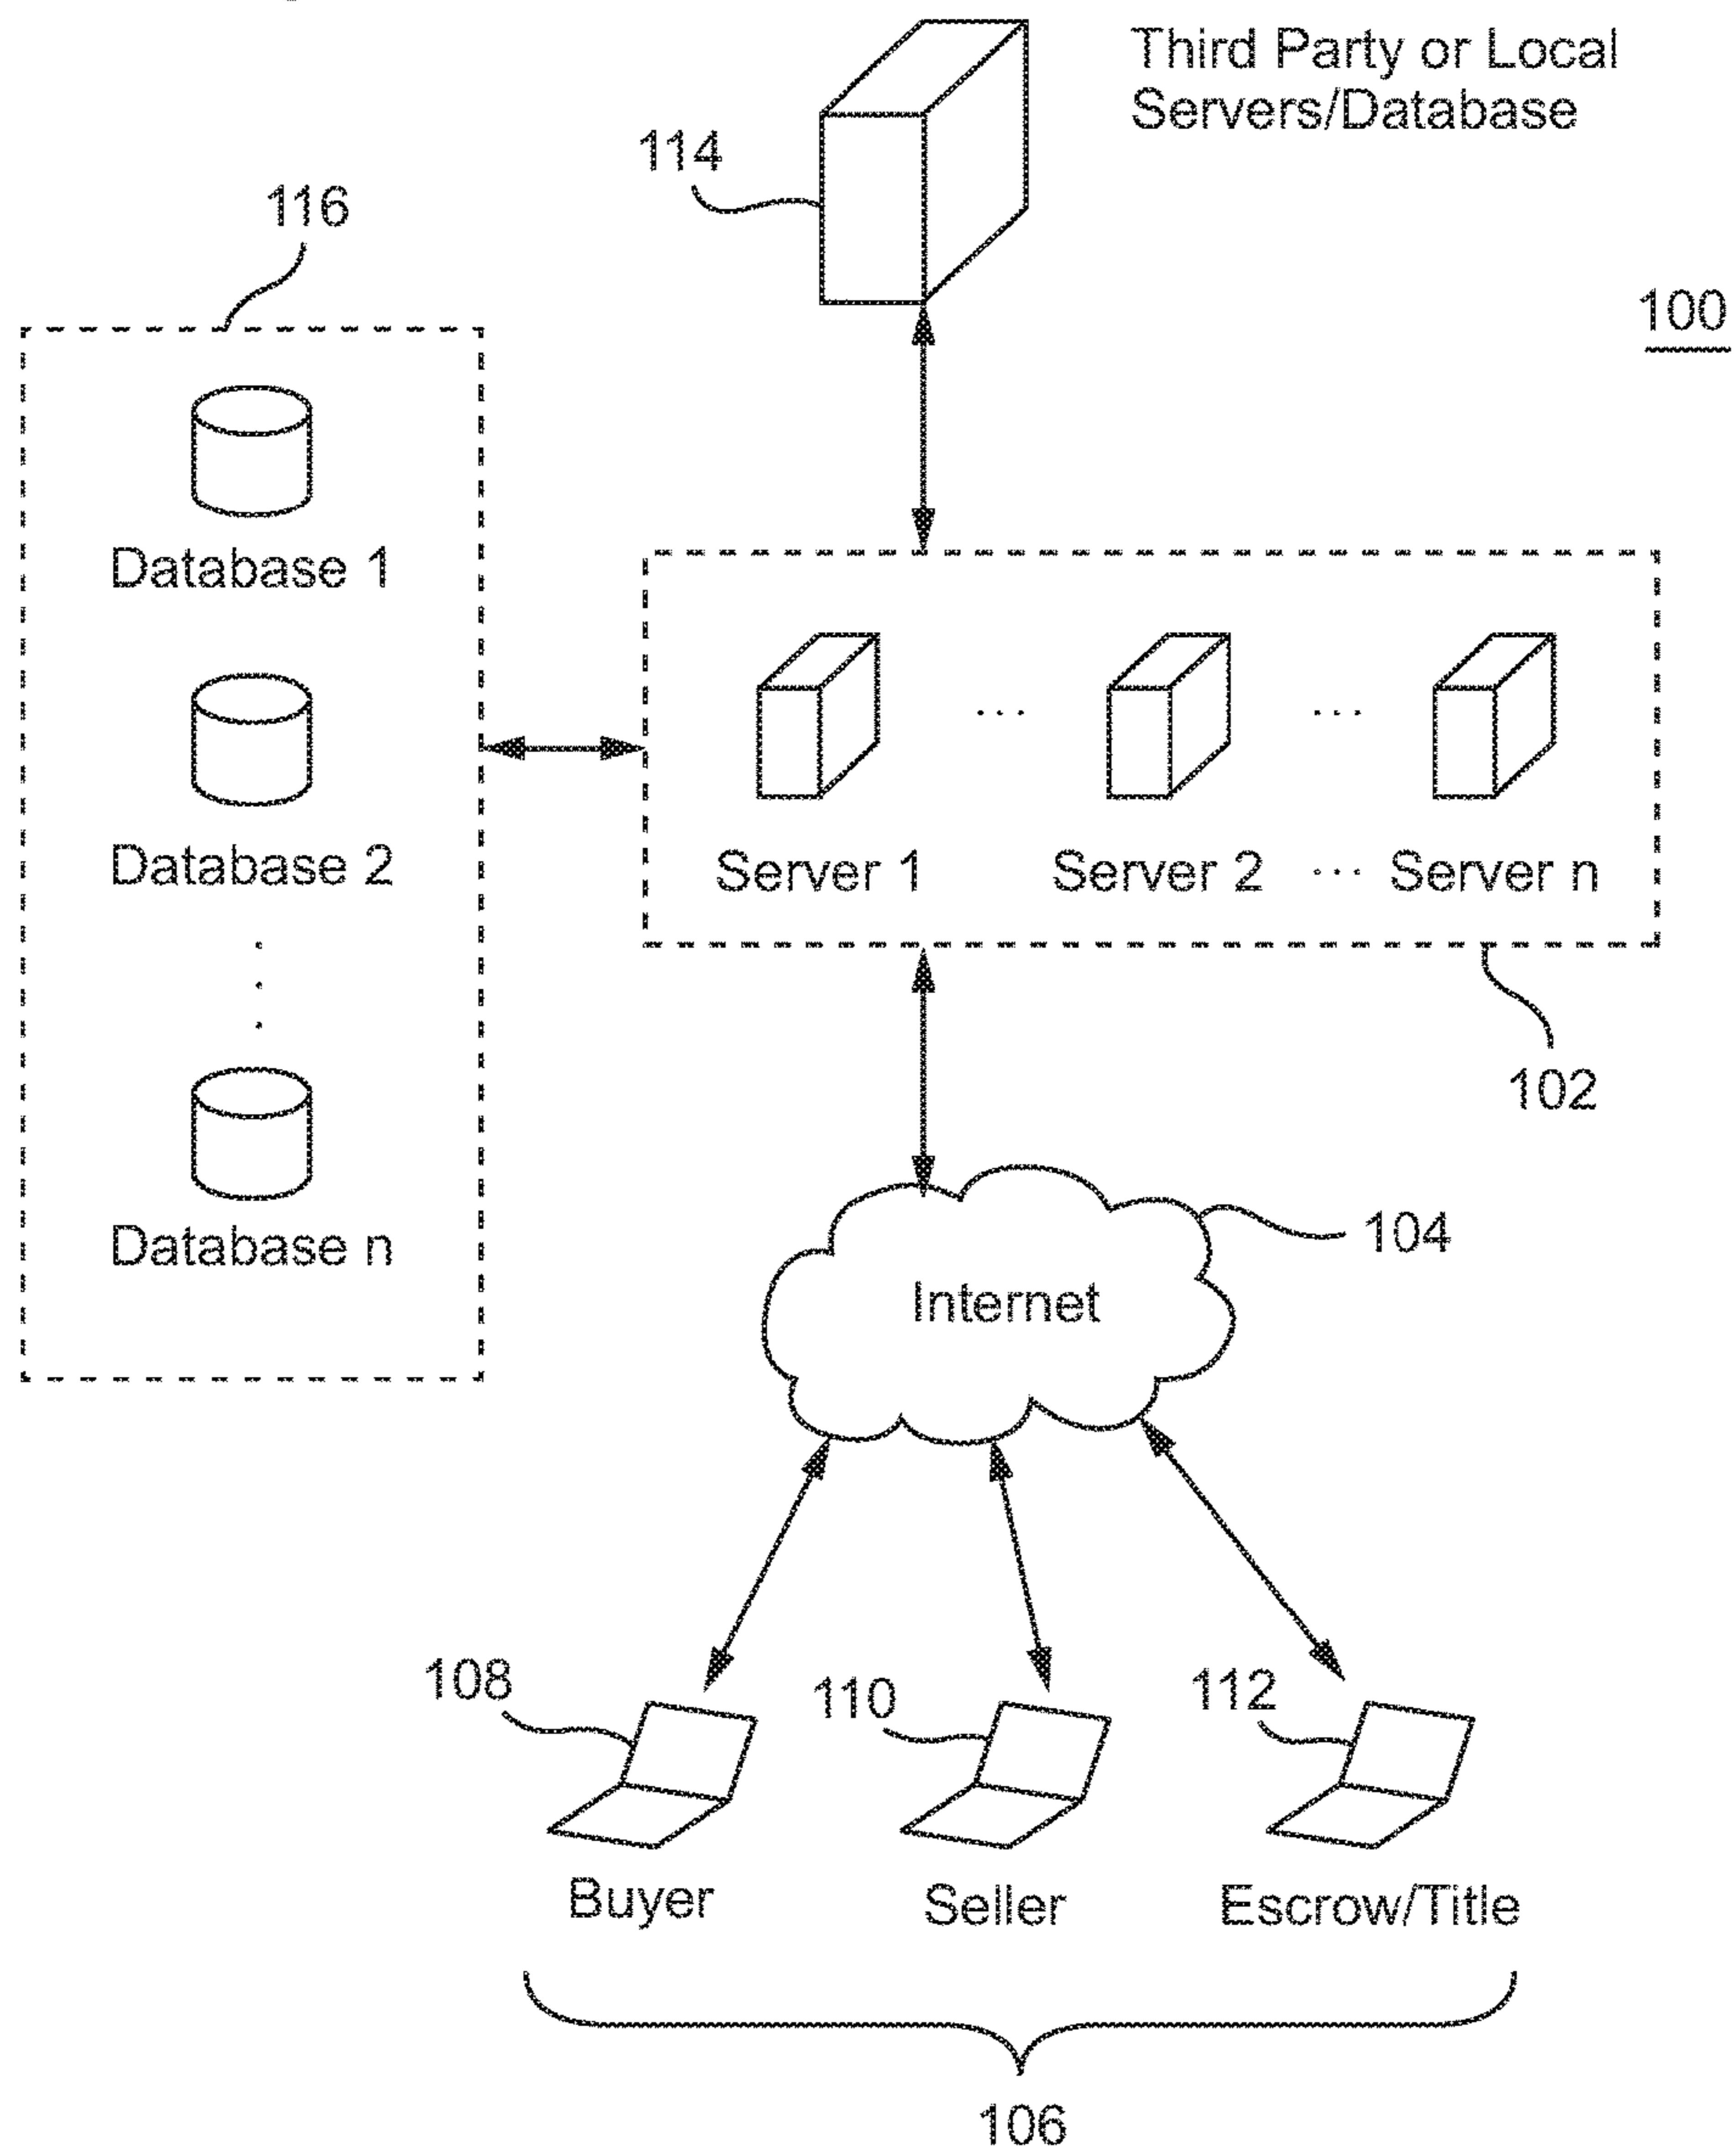 Third Party or Local
Servers/Database
114
116
100
Database 1
Database 2
Database n
Server 1 ... Server 2 ... Server n
102
104
Internet
108
110
112
Buyer
Seller
Escrow/Title
106